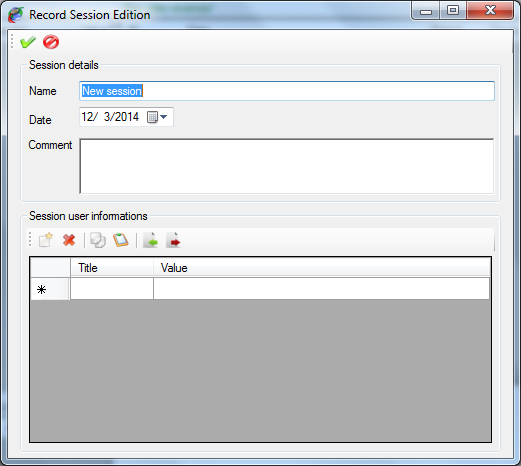 Record Session Edition
Session details
Name New session
Date 12/ 3/2014
Comment
Session user informations
Title Value